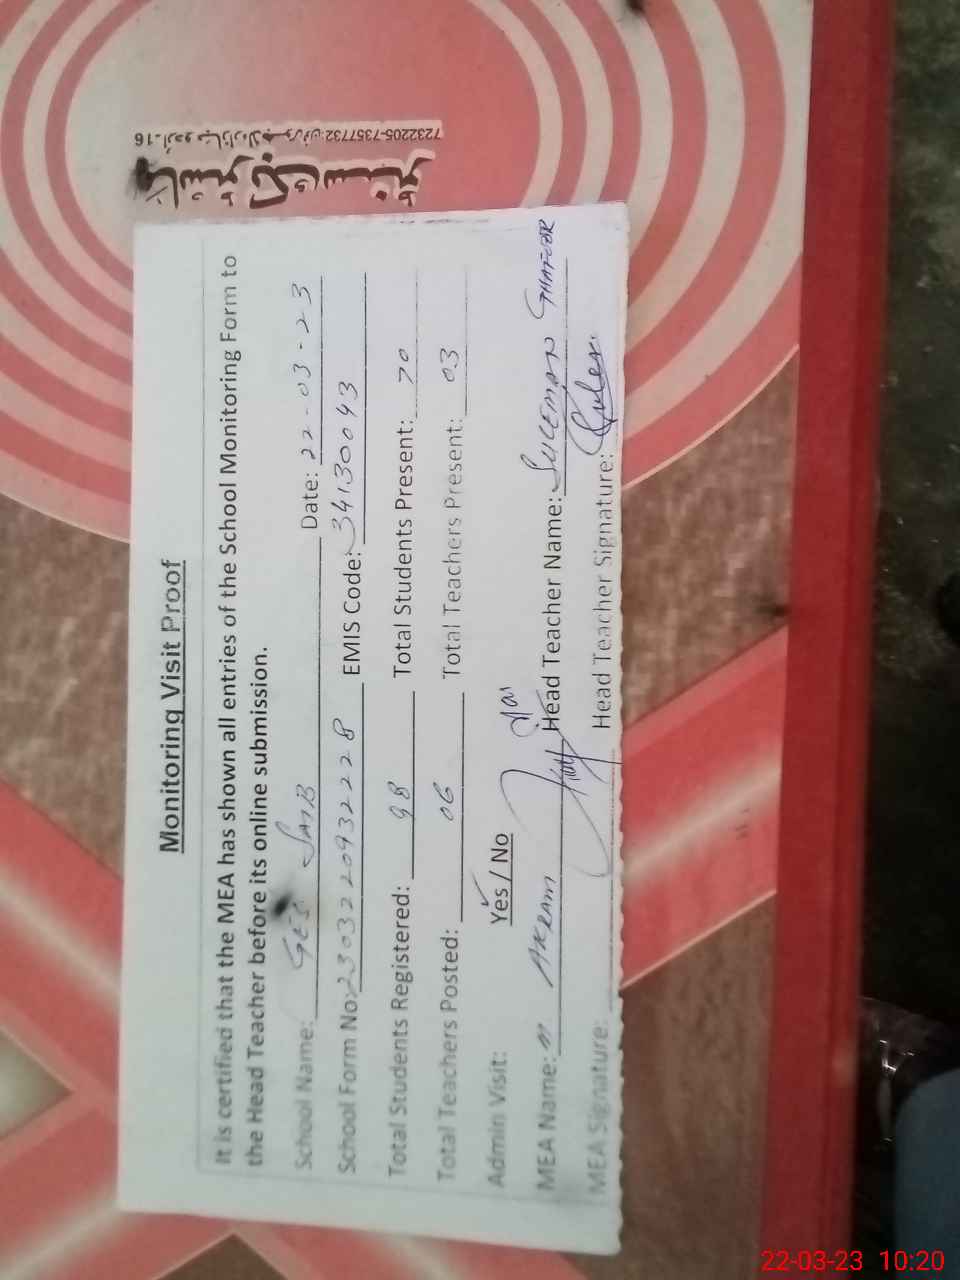 Monitoring Visit Proof
It is certified that the MEA has shown all entries of the School Monitoring Form to
the Head Teacher before its online submission.
School Name: GES Date: 22-03-23
School Form No: 230322093228 EMIS Code: 34130043
Total Students Registered: 98 Total Students Present: 70
Total Teachers Posted: 06 Total Teachers Present: 03
Admin Visit: Yes / No
MEA Name: M AKRAM Head Teacher Name: SULEMAN GHAFOOR
MEA Signature: Head Teacher Signature:
7232205-7357732
22-03-23 10:20